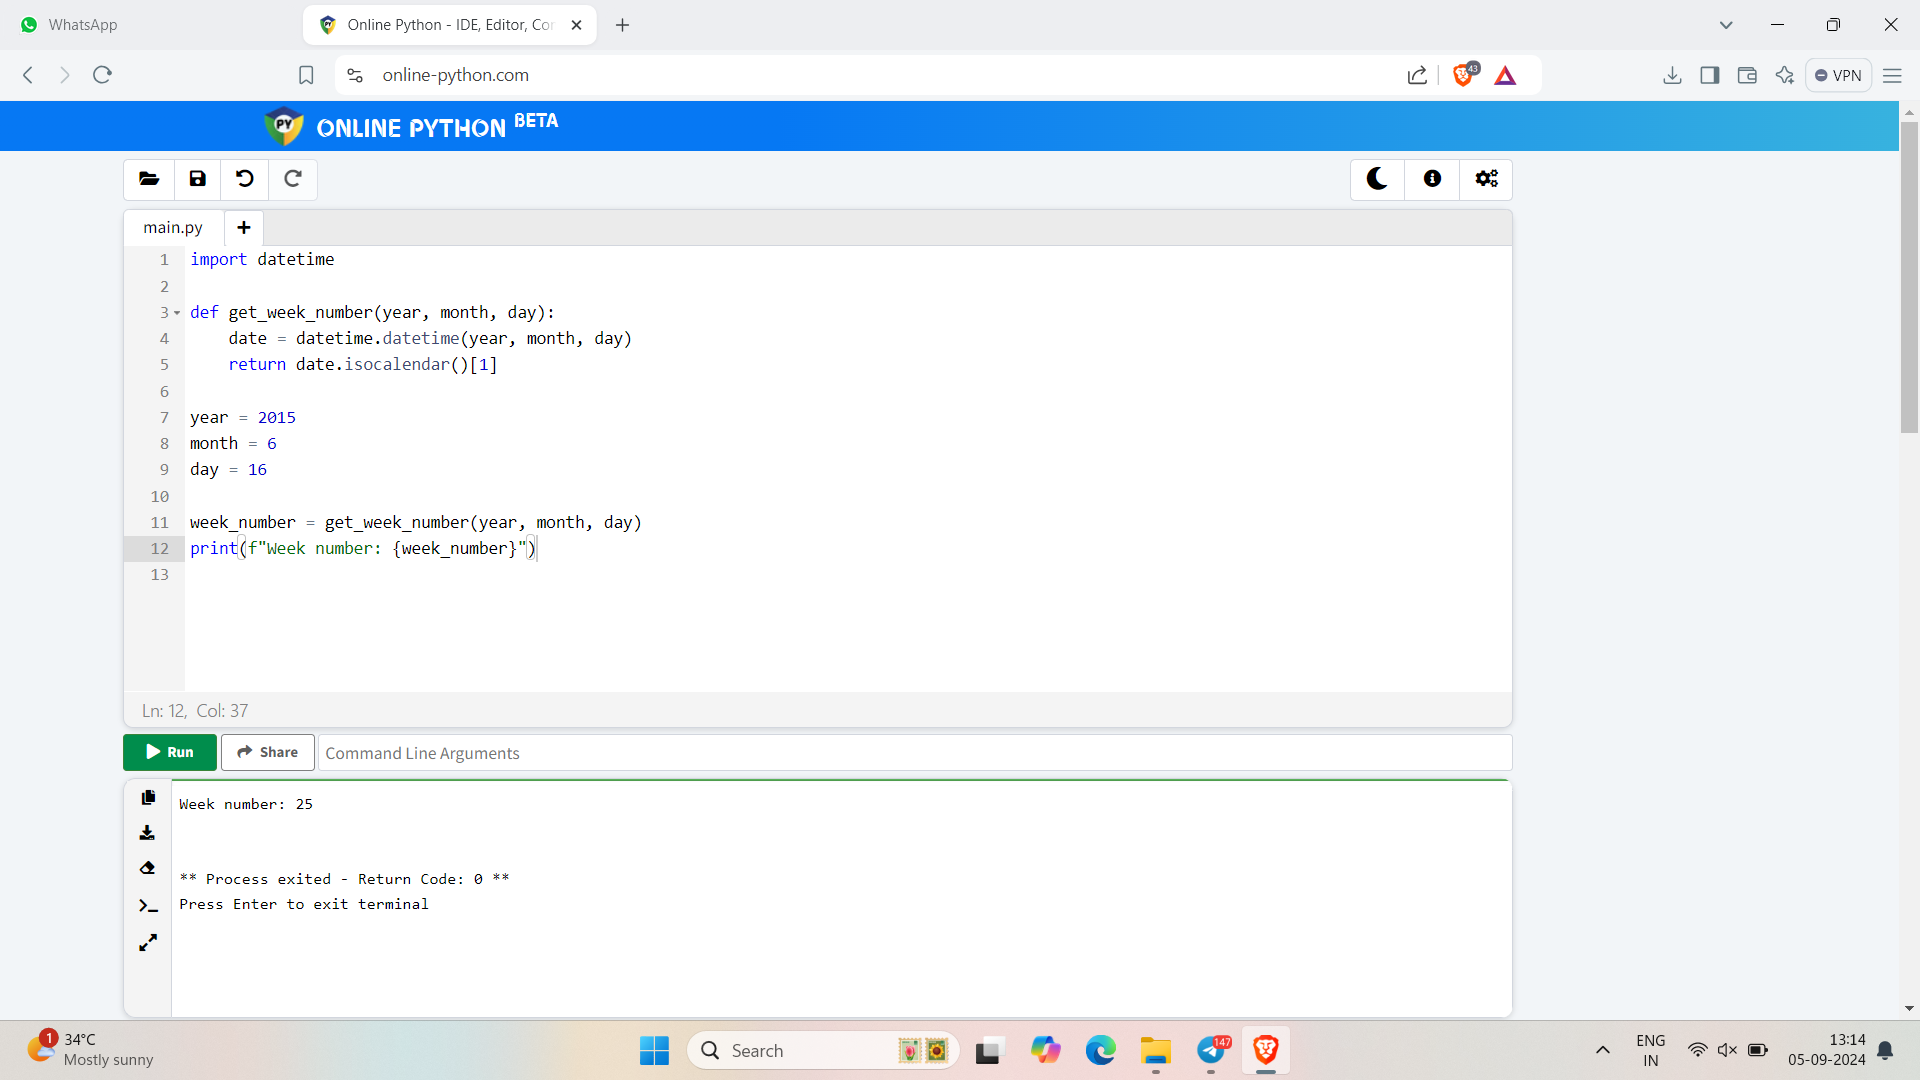 WhatsApp
Online Python - IDE, Editor, Cor
online-python.com
43
VPN
PY ONLINE PYTHON BETA
main.py
1 import datetime
2
3 def get_week_number(year, month, day):
4     date = datetime.datetime(year, month, day)
5     return date.isocalendar()[1]
6
7 year = 2015
8 month = 6
9 day = 16
10
11 week_number = get_week_number(year, month, day)
12 print(f"Week number: {week_number}")
13
Ln: 12, Col: 37
Run Share Command Line Arguments
Week number: 25
** Process exited - Return Code: 0 **
Press Enter to exit terminal
1 34°C
Mostly sunny
Search
147
ENG
IN
13:14
05-09-2024